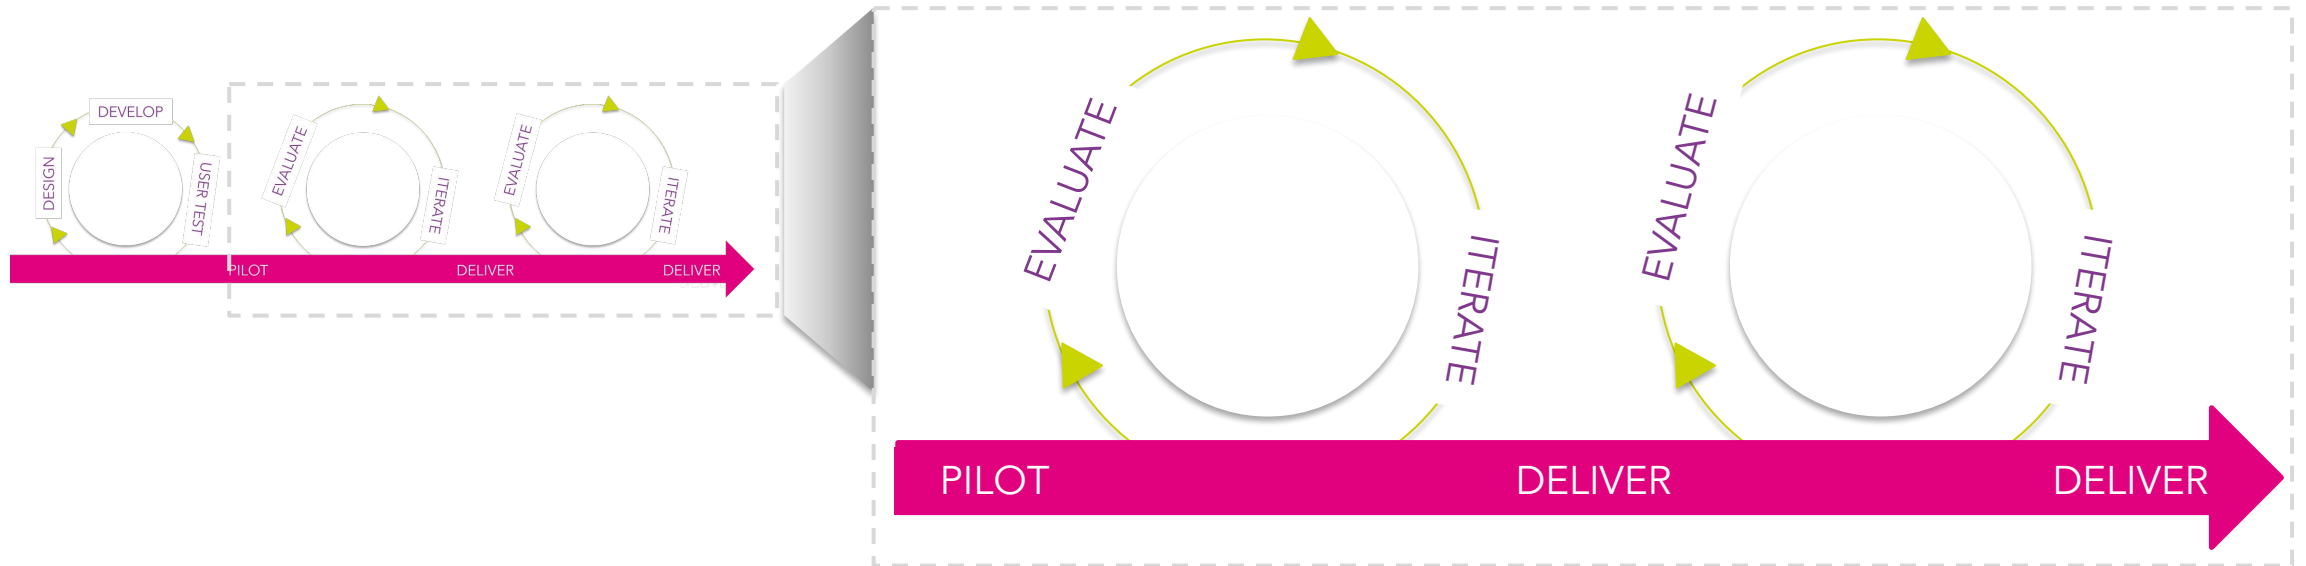 DEVELOP
DESIGN
USER TEST
EVALUATE
ITERATE
EVALUATE
ITERATE
PILOT
DELIVER
DELIVER
EVALUATE
ITERATE
EVALUATE
ITERATE
PILOT
DELIVER
DELIVER